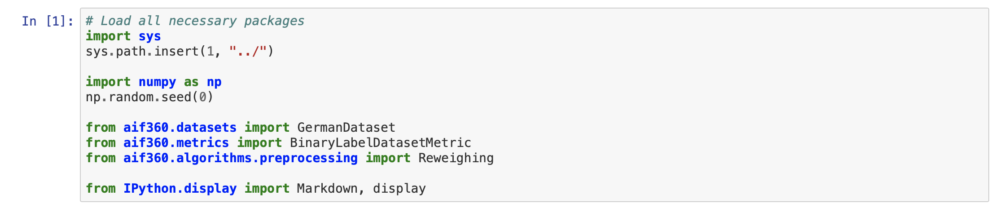 In [1]: # Load all necessary packages
import sys
sys.path.insert(1, "../")
import numpy as np
np.random.seed(0)
from aif360.datasets import GermanDataset
from aif360.metrics import BinaryLabelDatasetMetric
from aif360.algorithms.preprocessing import Reweighing
from IPython.display import Markdown, display